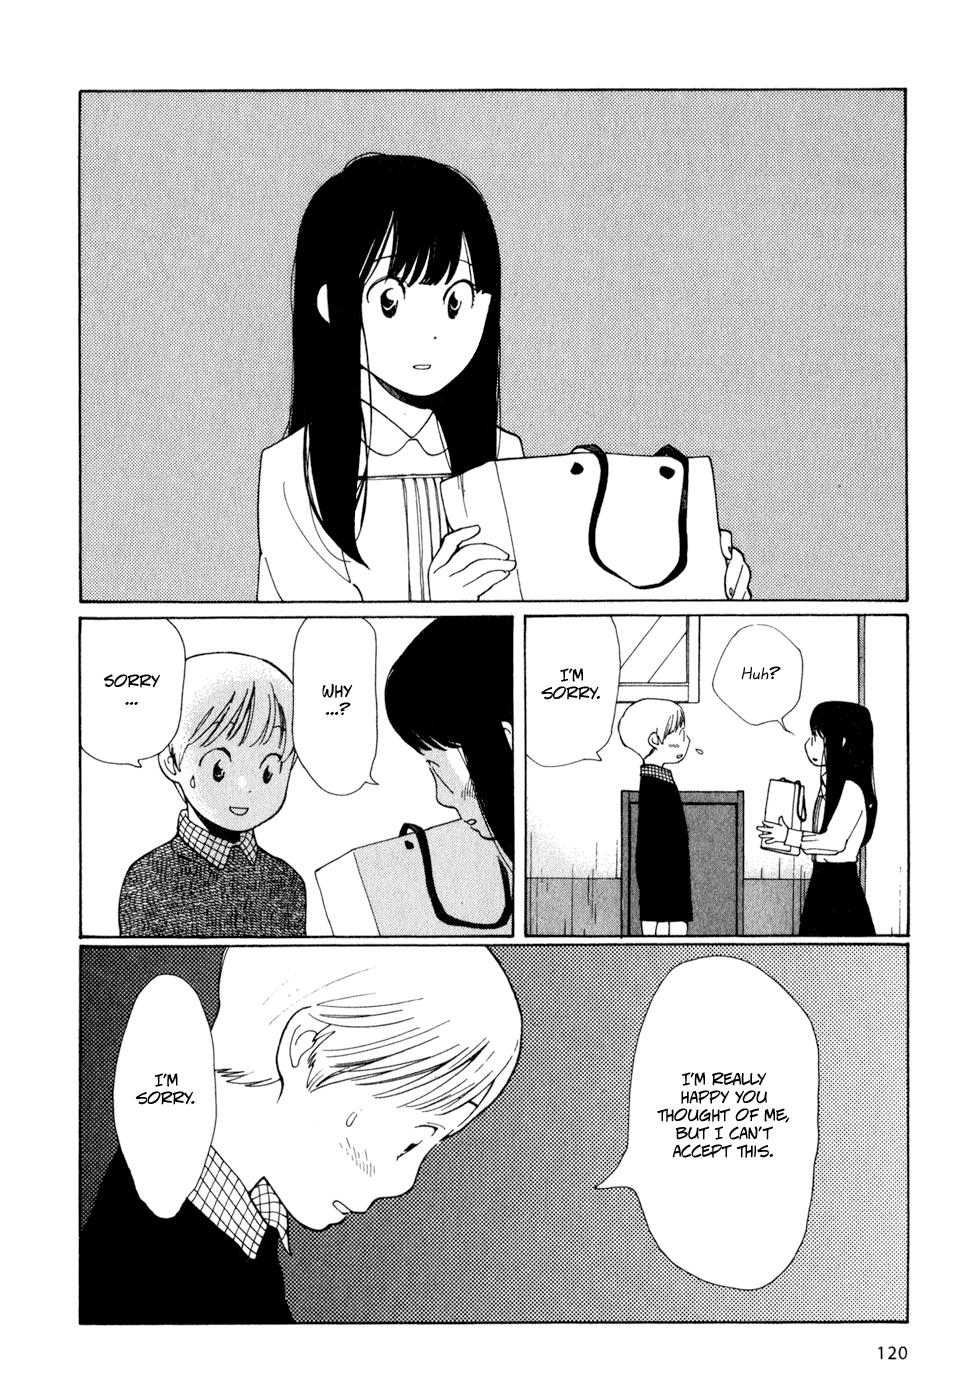 Huh?
I'M
SORRY.
WHY
...?
SORRY
...
I'M REALLY
HAPPY YOU
THOUGHT OF ME,
BUT I CAN'T
ACCEPT THIS.
I'M
SORRY.
120